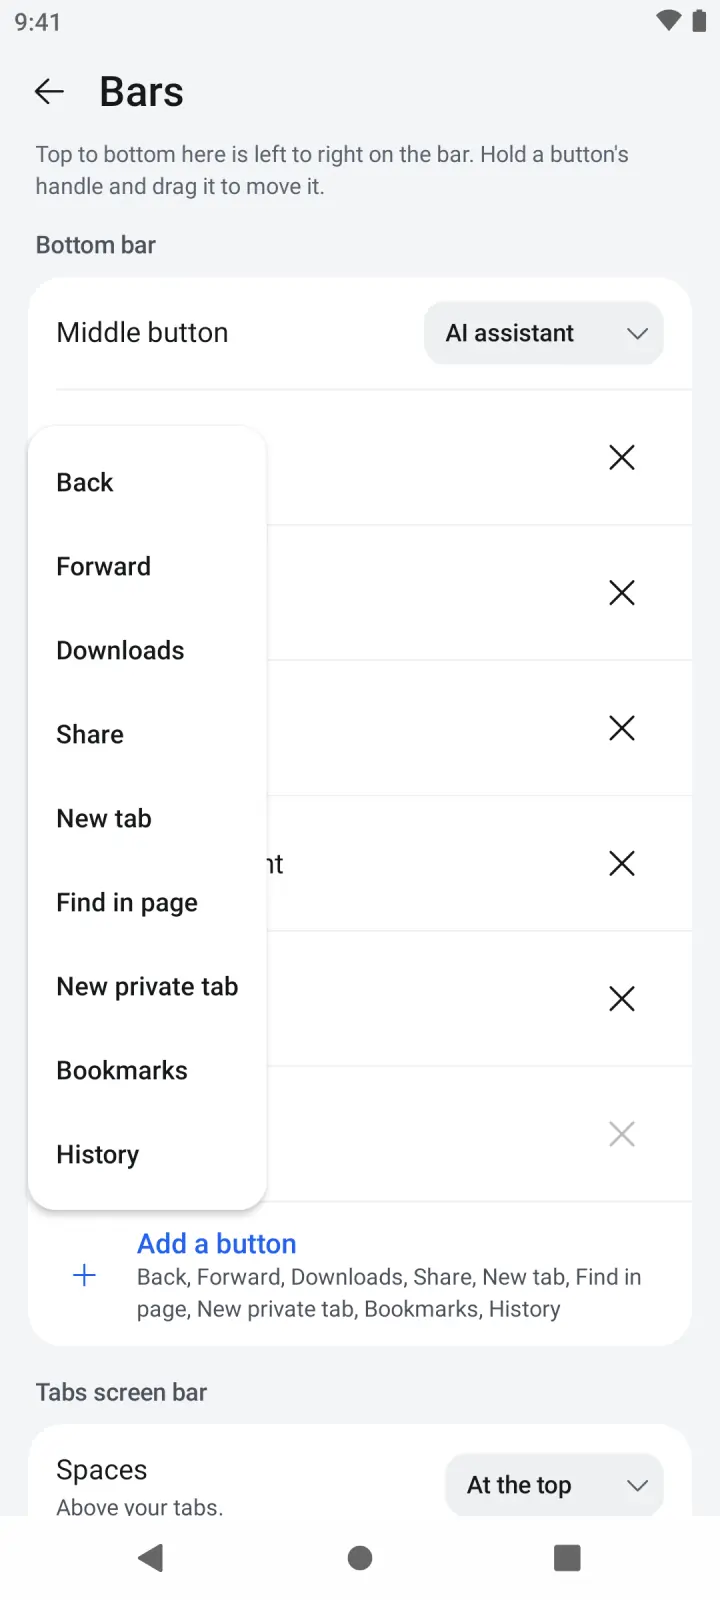 9:41
Bars
Top to bottom here is left to right on the bar. Hold a button's
handle and drag it to move it.
Bottom bar
Middle button
AI assistant
Back
Forward
Downloads
Share
New tab
Find in page
New private tab
Bookmarks
History
Add a button
Back, Forward, Downloads, Share, New tab, Find in
page, New private tab, Bookmarks, History
Tabs screen bar
Spaces
At the top
Above your tabs.